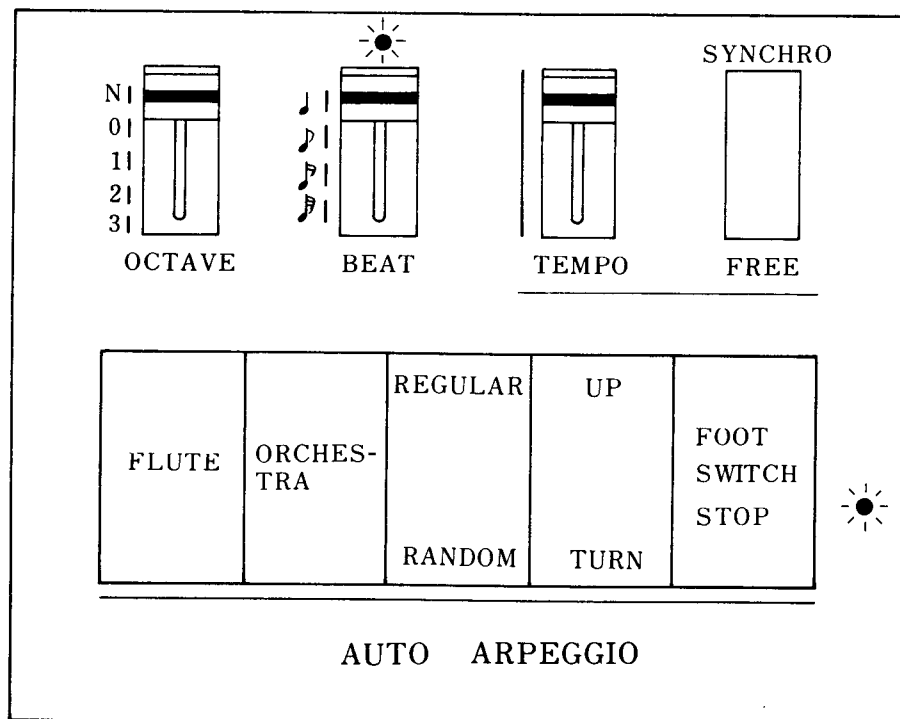 SYNCHRO
N
0
1
2
3
OCTAVE
BEAT
TEMPO
FREE
FLUTE
ORCHES-
TRA
REGULAR
RANDOM
UP
TURN
FOOT
SWITCH
STOP
AUTO ARPEGGIO